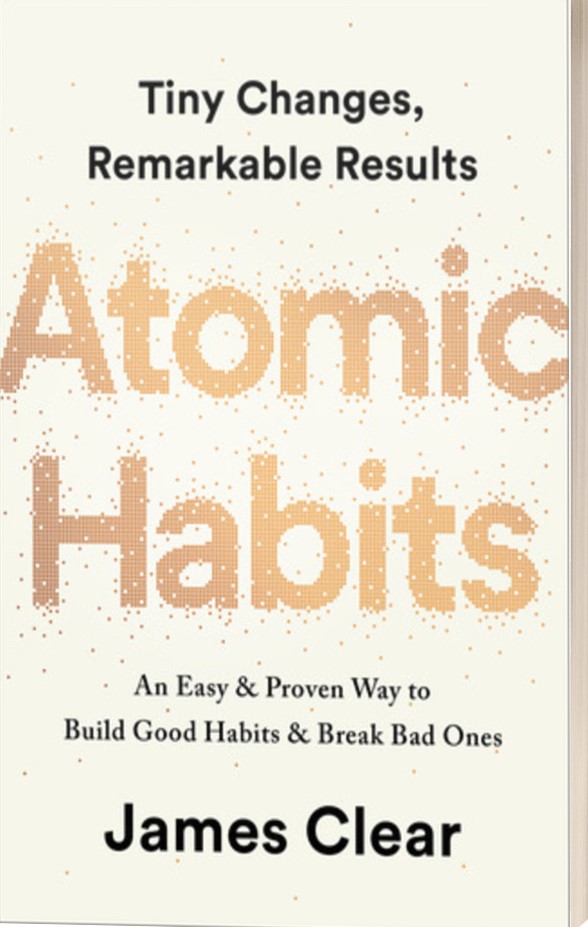 Tiny Changes,
Remarkable Results
Atomic
Habits
An Easy & Proven Way to
Build Good Habits & Break Bad Ones
James Clear